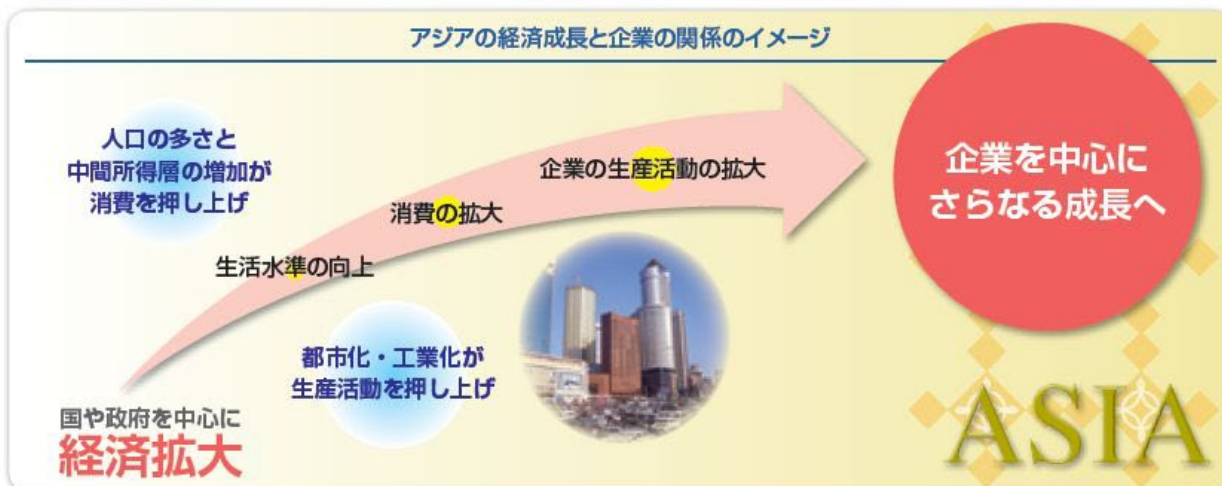 アジアの経済成長と企業の関係のイメージ
人口の多さと
中間所得層の増加が
消費を押し上げ
企業の生産活動の拡大
消費の拡大
生活水準の向上
企業を中心に
さらなる成長へ
都市化・工業化が
生産活動を押し上げ
国や政府を中心に
経済拡大
ASIA